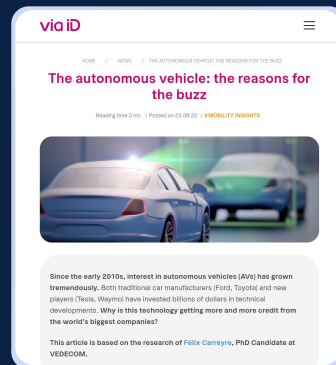 via iD
HOME / NEWS / THE AUTONOMOUS VEHICLE: THE REASONS FOR THE BUZZ
The autonomous vehicle: the reasons for
the buzz
Reading time 3 mn. | Posted on 23.09.22 | #MOBILITY INSIGHTS
Since the early 2010s, interest in autonomous vehicles (AVs) has grown
tremendously. Both traditional car manufacturers (Ford, Toyota) and new
players (Tesla, Waymo) have invested billions of dollars in technical
developments. Why is this technology getting more and more credit from
the world's biggest companies?
This article is based on the research of Félix Carreyre, PhD Candidate at
VEDECOM.